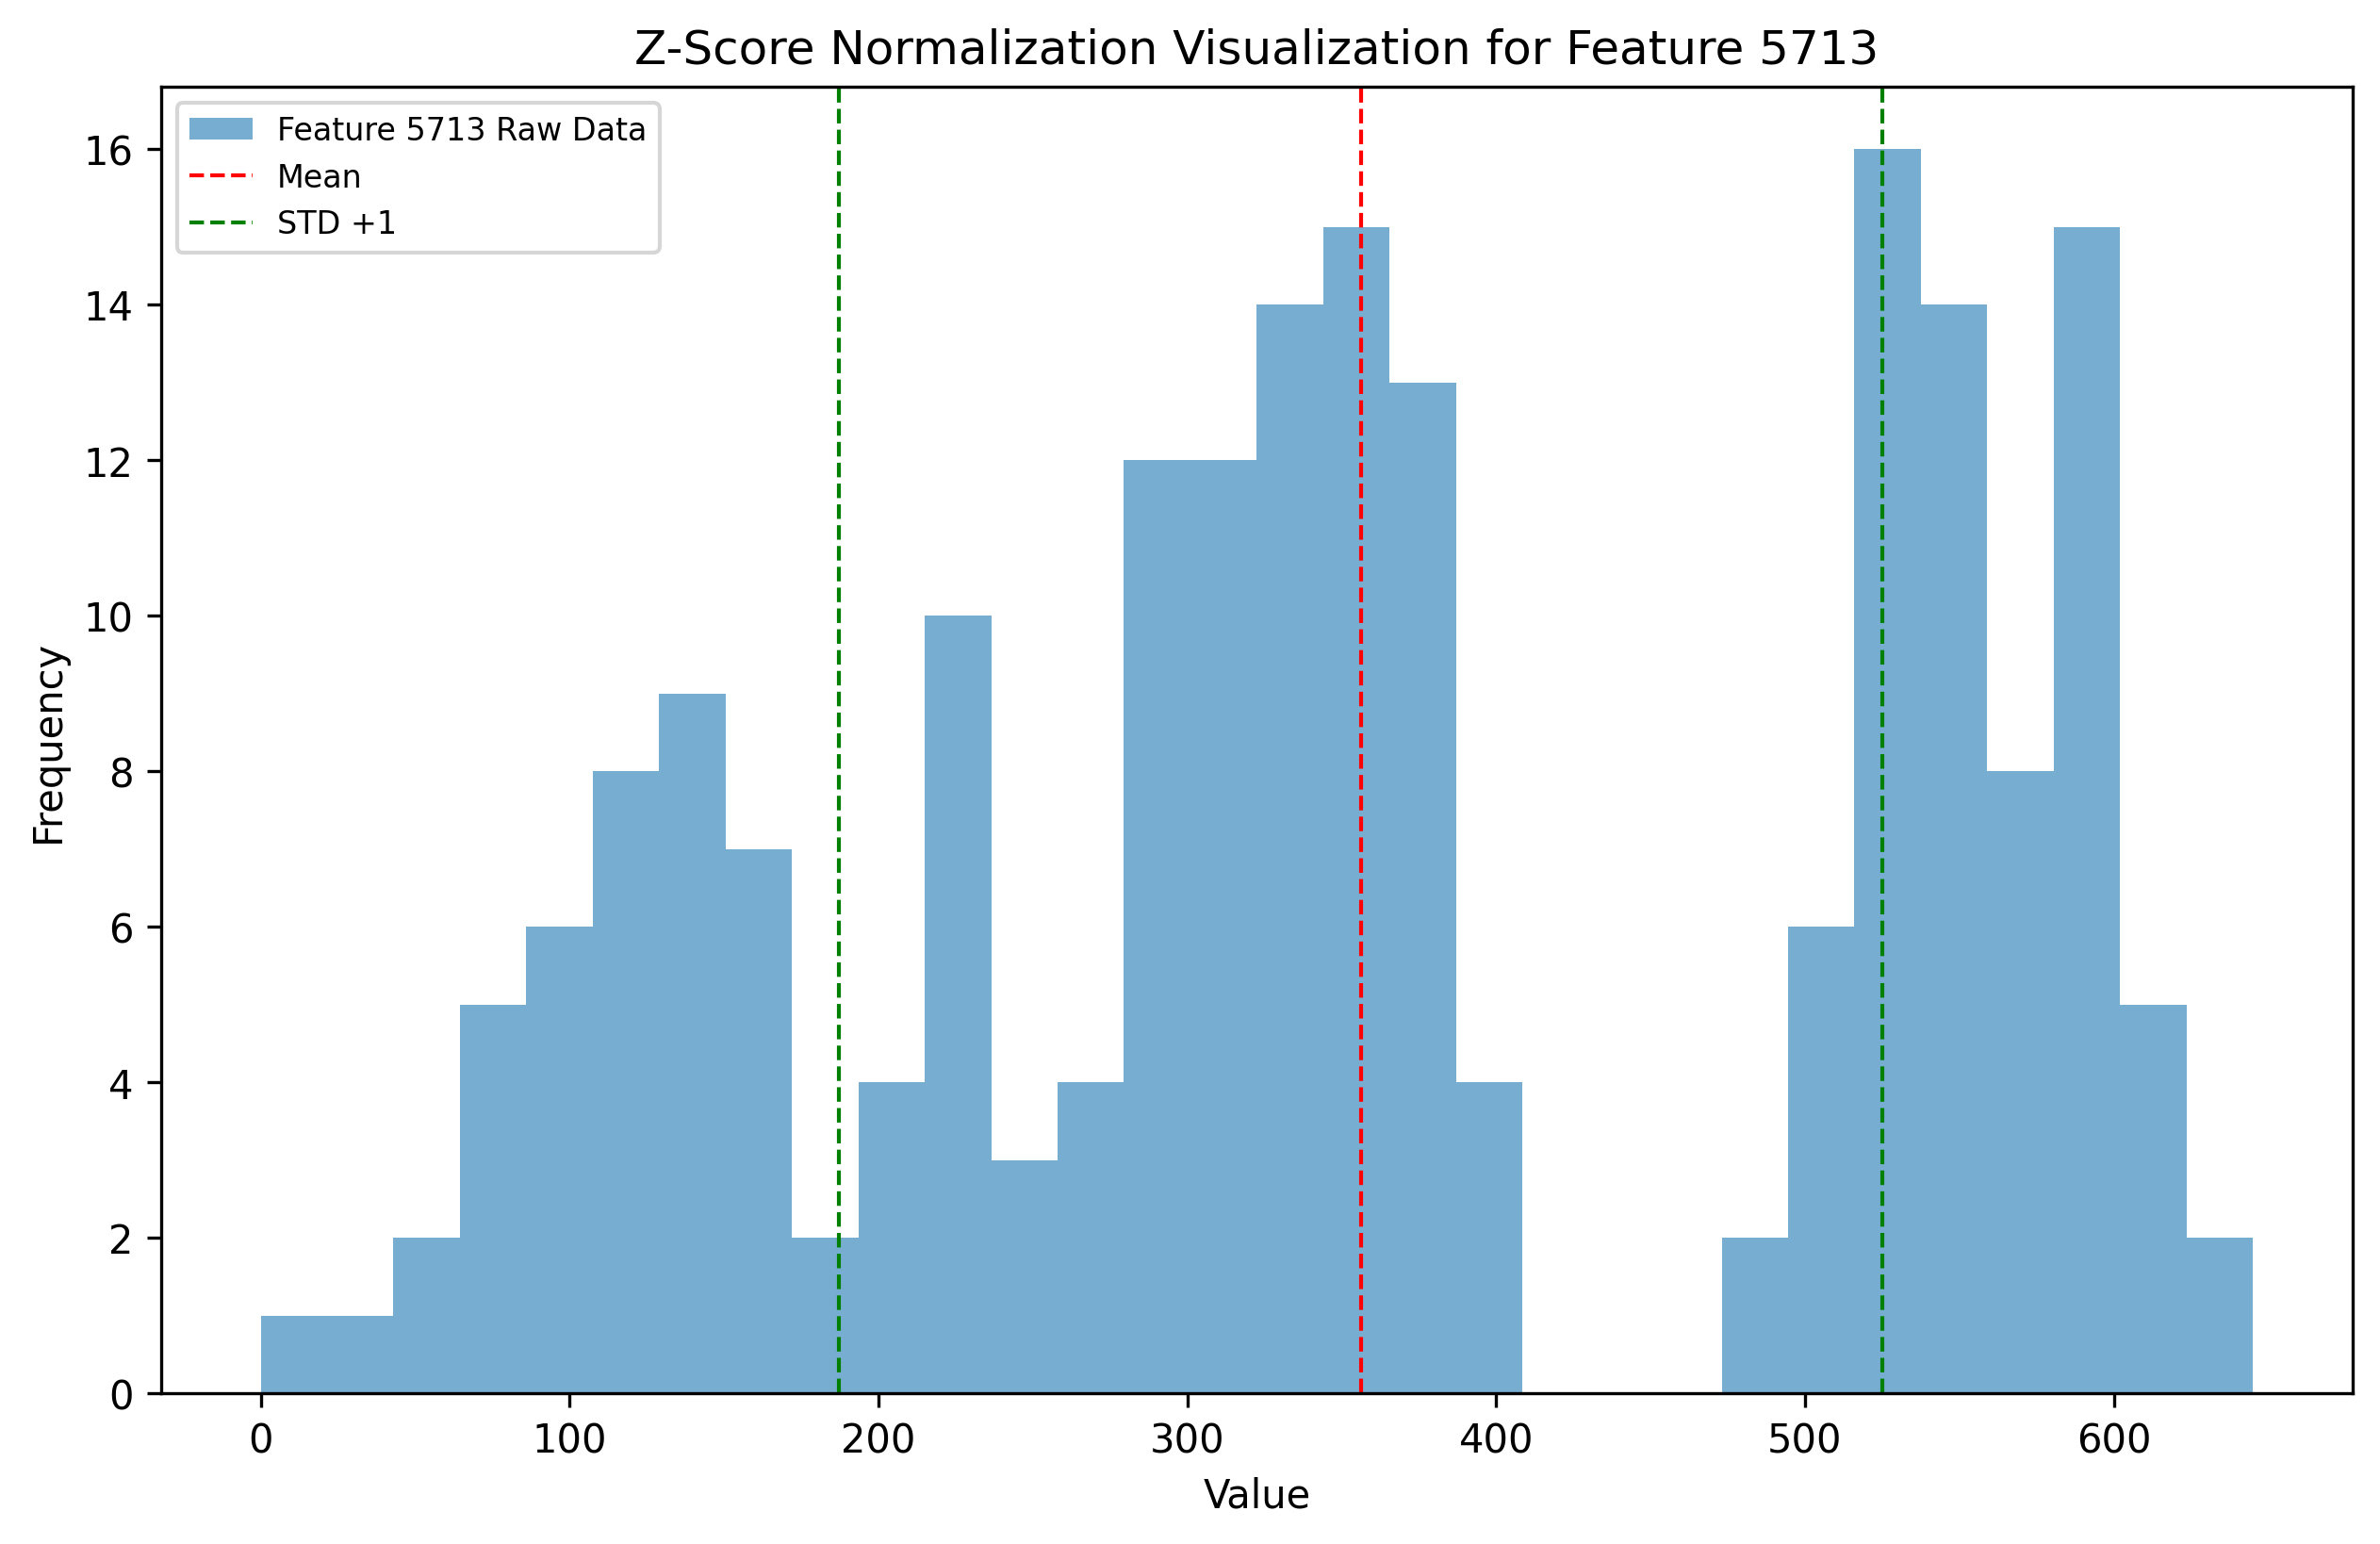 Z-Score Normalization Visualization for Feature 5713
Feature 5713 Raw Data
Mean
STD +1
16
14
12
10
8
6
4
2
0
Frequency
0 100 200 300 400 500 600
Value